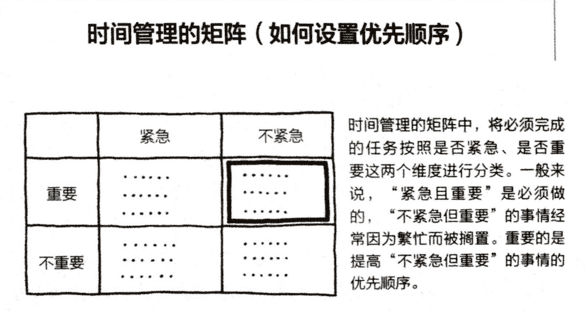 时间管理的矩阵（如何设置优先顺序）
紧急 不紧急
重要
不重要
时间管理的矩阵中，将必须完成
的任务按照是否紧急、是否重
要这两个维度进行分类。一般来
说，“紧急且重要”是必须做
的，“不紧急但重要”的事情经
常因为繁忙而被搁置。重要的是
提高“不紧急但重要”的事情的
优先顺序。